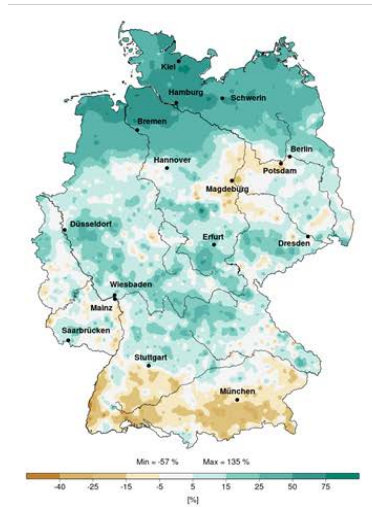 Kiel
Hamburg
Schwerin
Bremen
Berlin
Hannover
Potsdam
Magdeburg
Düsseldorf
Erfurt
Dresden
Wiesbaden
Mainz
Saarbrücken
Stuttgart
München
Min = -57 % Max = 135 %
-40 -25 -15 -5 5 15 25 50 75
[%]